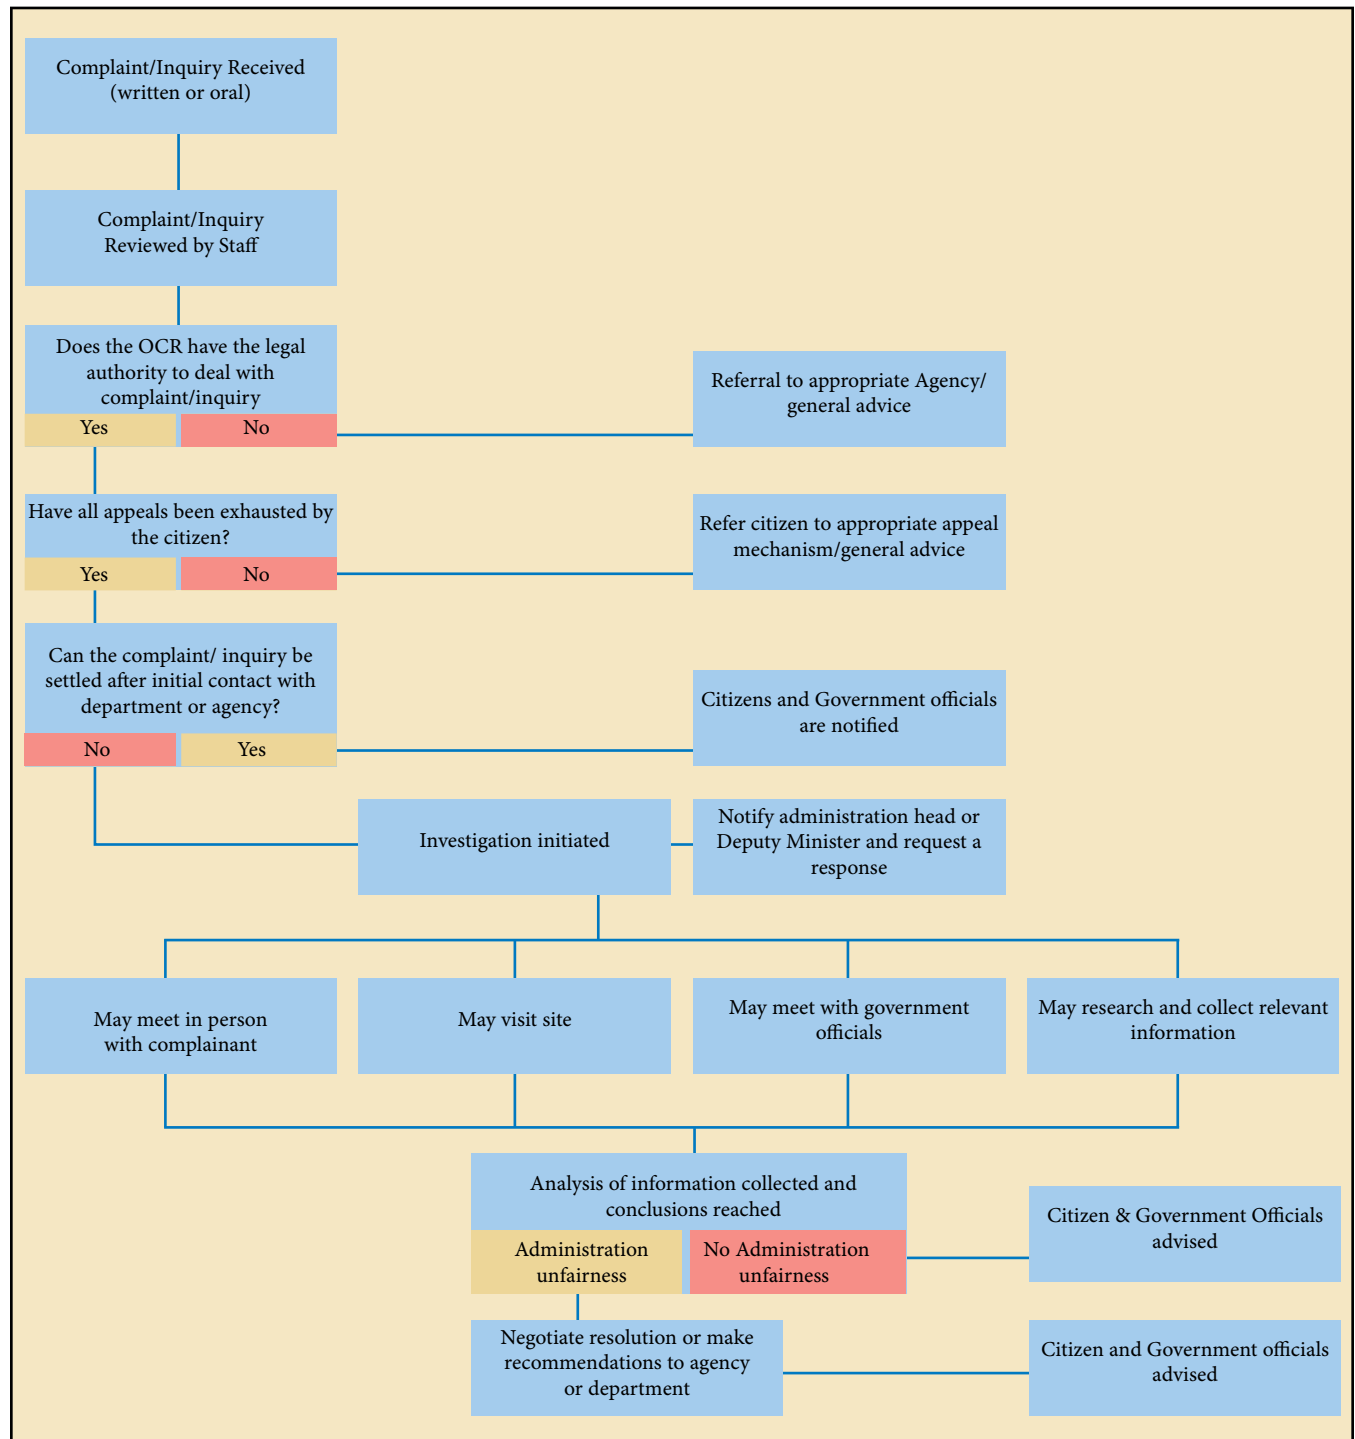 Complaint/Inquiry Received
(written or oral)
Complaint/Inquiry
Reviewed by Staff
Does the OCR have the legal
authority to deal with
complaint/inquiry
Yes
No
Referral to appropriate Agency/
general advice
Have all appeals been exhausted by
the citizen?
Yes
No
Refer citizen to appropriate appeal
mechanism/general advice
Can the complaint/ inquiry be
settled after initial contact with
department or agency?
No
Yes
Citizens and Government officials
are notified
Investigation initiated
Notify administration head or
Deputy Minister and request a
response
May meet in person
with complainant
May visit site
May meet with government
officials
May research and collect relevant
information
Analysis of information collected and
conclusions reached
Administration
unfairness
No Administration
unfairness
Citizen & Government Officials
advised
Negotiate resolution or make
recommendations to agency
or department
Citizen and Government officials
advised